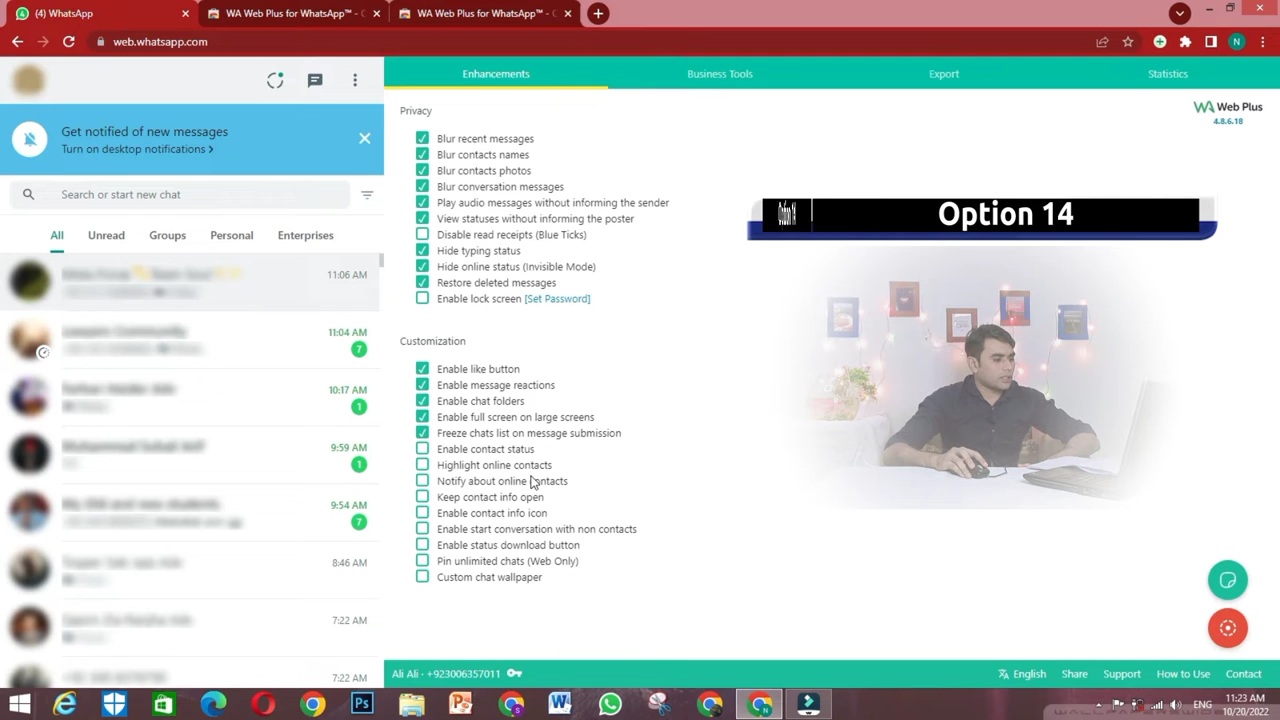 (4) WhatsApp
WA Web Plus for WhatsApp™ - C
WA Web Plus for WhatsApp™ - C
web.whatsapp.com
N
Get notified of new messages
Turn on desktop notifications >
Search or start new chat
All
Unread
Groups
Personal
Enterprises
11:06 AM
11:04 AM
7
10:17 AM
1
9:59 AM
1
9:54 AM
7
8:46 AM
7:22 AM
7:22 AM
Enhancements
Business Tools
Export
Statistics
WA Web Plus
4.8.6.18
Privacy
Blur recent messages
Blur contacts names
Blur contacts photos
Blur conversation messages
Play audio messages without informing the sender
View statuses without informing the poster
Disable read receipts (Blue Ticks)
Hide typing status
Hide online status (Invisible Mode)
Restore deleted messages
Enable lock screen [Set Password]
Customization
Enable like button
Enable message reactions
Enable chat folders
Enable full screen on large screens
Freeze chats list on message submission
Enable contact status
Highlight online contacts
Notify about online contacts
Keep contact info open
Enable contact info icon
Enable start conversation with non contacts
Enable status download button
Pin unlimited chats (Web Only)
Custom chat wallpaper
Option 14
Ali Ali · +923006357011
English
Share
Support
How to Use
Contact
ENG
11:23 AM
10/20/2022